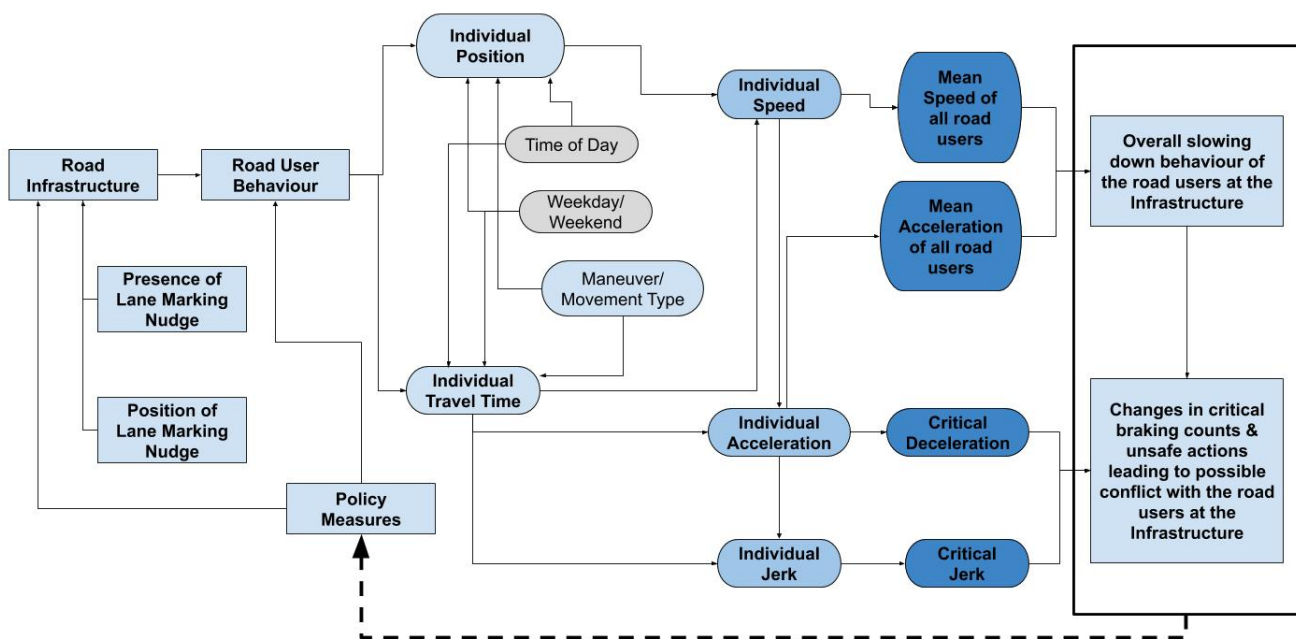 Individual
Position
Individual
Speed
Mean
Speed of
all road
users
Time of Day
Road
Infrastructure
Road User
Behaviour
Overall slowing
down behaviour of
the road users at the
Infrastructure
Weekday/
Weekend
Mean
Acceleration
of all road
users
Presence of
Lane Marking
Nudge
Maneuver/
Movement Type
Individual
Travel Time
Position of
Lane Marking
Nudge
Individual
Acceleration
Critical
Deceleration
Changes in critical
braking counts &
unsafe actions
leading to possible
conflict with the road
users at the
Infrastructure
Policy
Measures
Individual
Jerk
Critical
Jerk